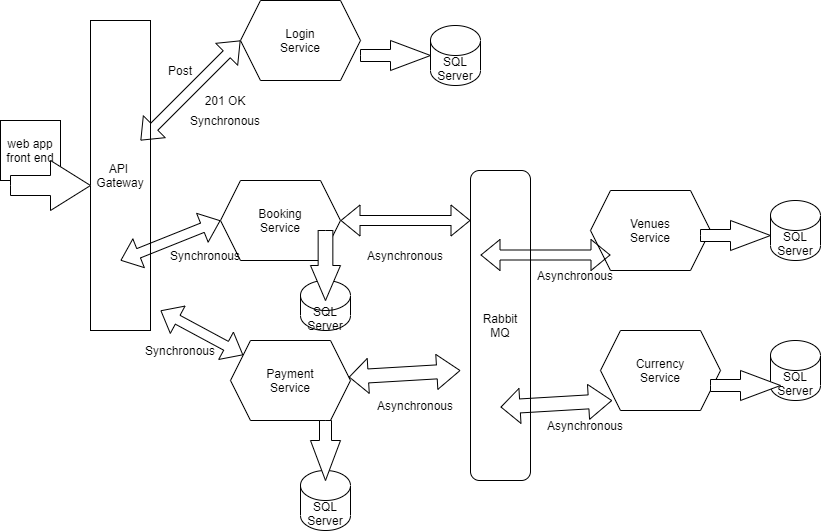 Login
Service
SQL
Server
Post
201 OK
Synchronous
web app
front end
API
Gateway
Booking
Service
Synchronous
Asynchronous
SQL
Server
Venues
Service
SQL
Server
Asynchronous
Rabbit
MQ
Synchronous
Payment
Service
Asynchronous
SQL
Server
Currency
Service
SQL
Server
Asynchronous